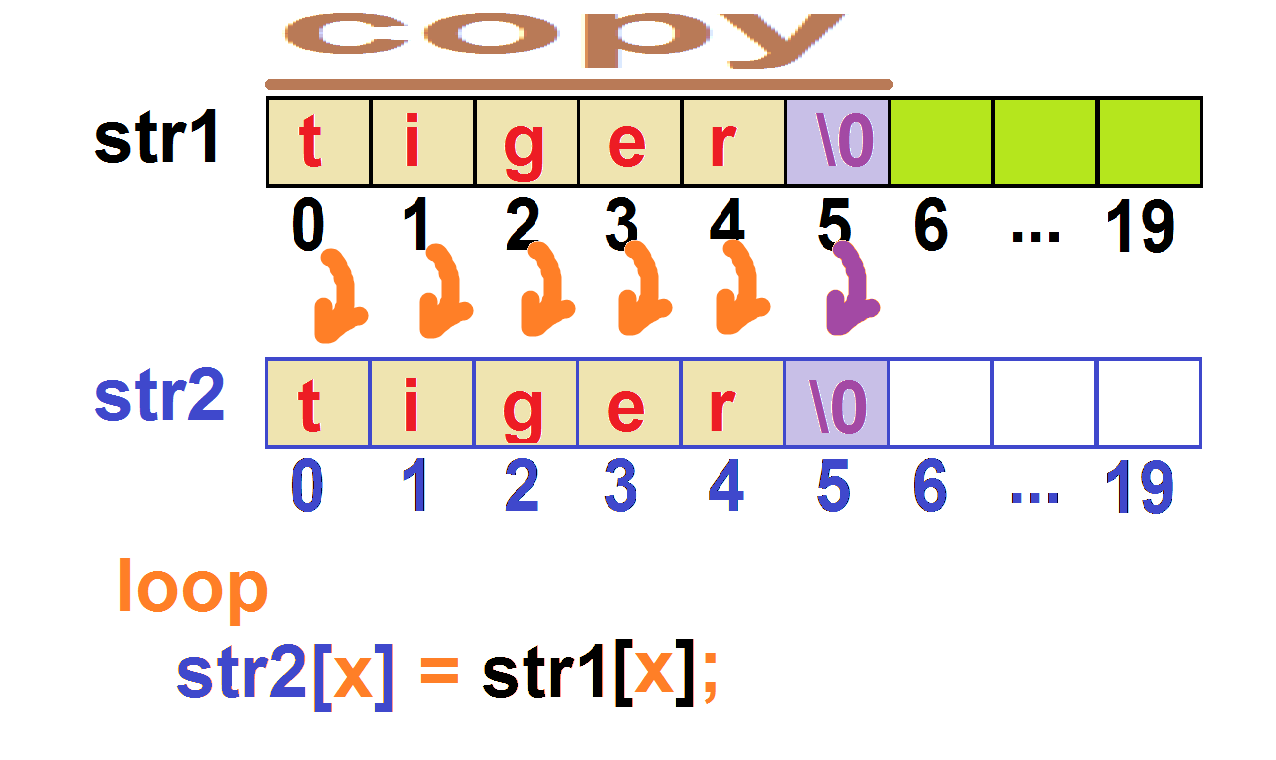 copy
str1 t i g e r \0
0 1 2 3 4 5 6 ... 19
str2 t i g e r \0
0 1 2 3 4 5 6 ... 19
loop
str2[x] = str1[x];